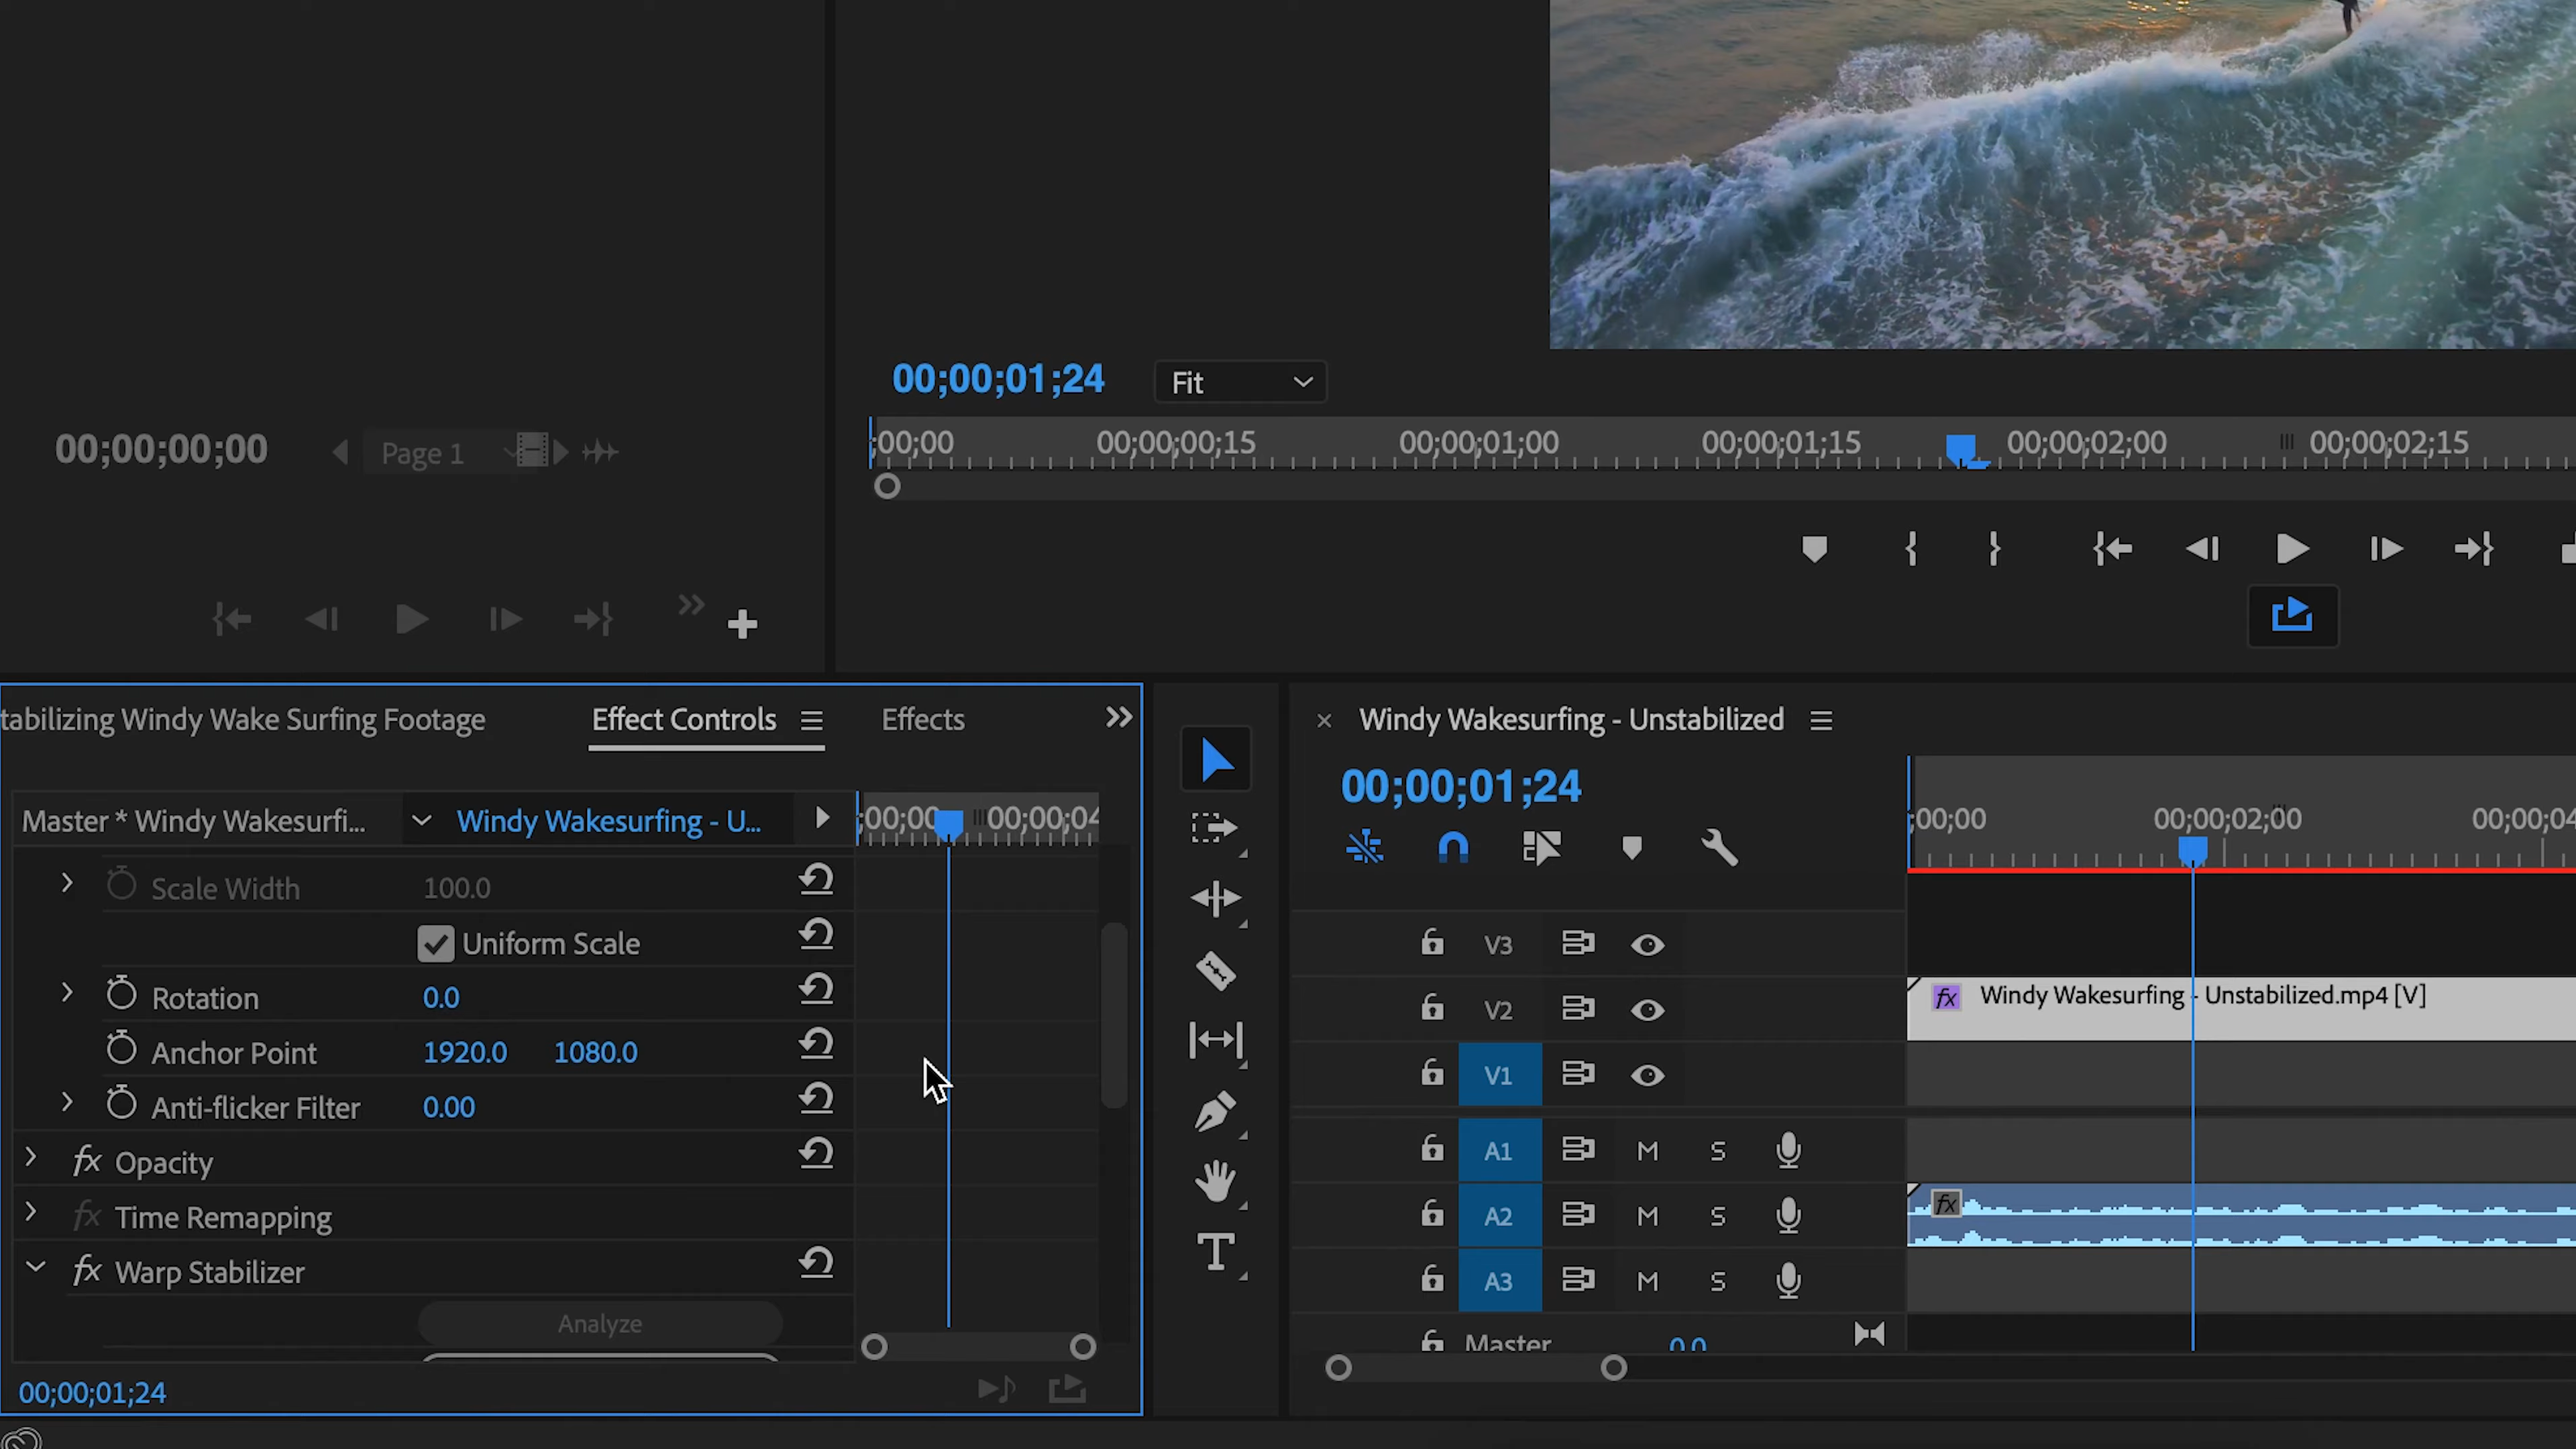 00;00;01;24
Fit
;00;00
00;00;00;15
00;00;01;00
00;00;01;15
00;00;02;00
00;00;02;15
00;00;00;00
Page 1
tabilizing Windy Wake Surfing Footage
Effect Controls
Effects
Master * Windy Wakesurfi...
Windy Wakesurfing - U...
;00;00
00;00;04
Scale Width
100.0
Uniform Scale
Rotation
0.0
Anchor Point
1920.0
1080.0
Anti-flicker Filter
0.00
fx Opacity
fx Time Remapping
fx Warp Stabilizer
Analyze
00;00;01;24
Windy Wakesurfing - Unstabilized
00;00;01;24
;00;00
00;00;02;00
00;00;04
V3
V2
fx Windy Wakesurfing - Unstabilized.mp4 [V]
V1
A1 M S
A2 M S
fx
A3 M S
Master
0.0